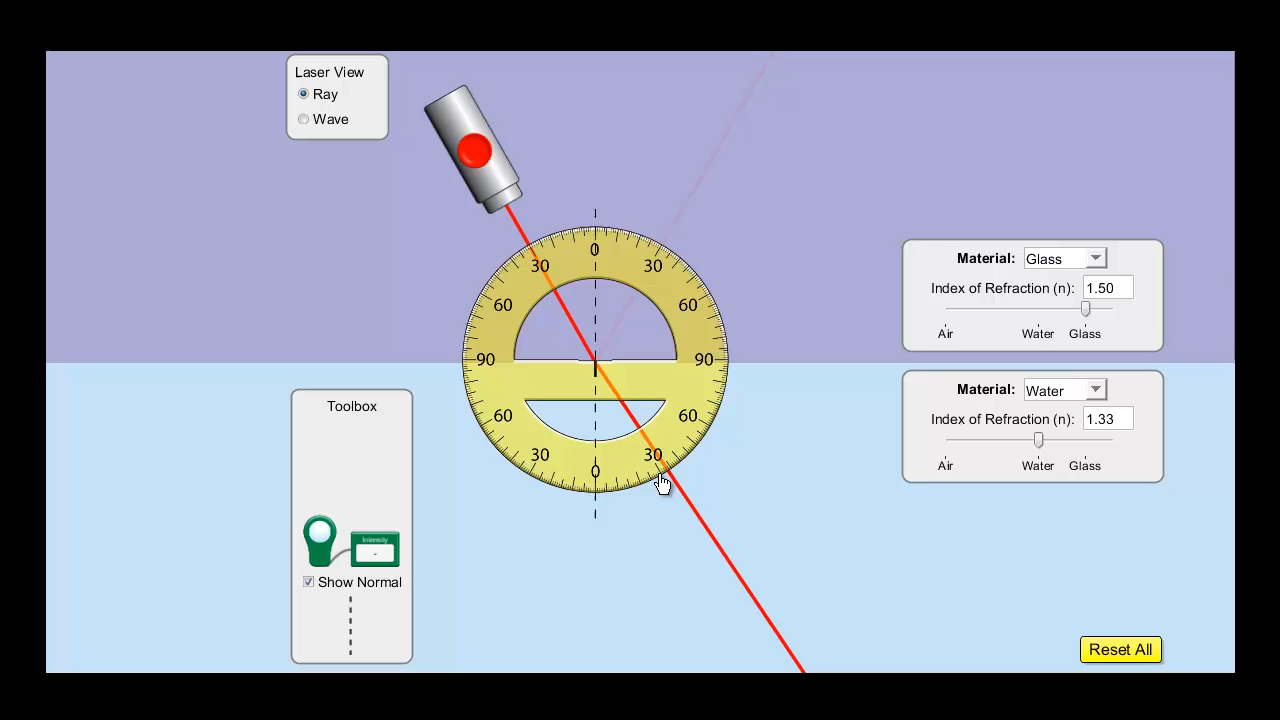 Laser View
Ray
Wave
0
30 30
60 60
90 90
60 60
30 30
0
Material: Glass
Index of Refraction (n): 1.50
Air Water Glass
Material: Water
Index of Refraction (n): 1.33
Air Water Glass
Toolbox
Intensity
-
Show Normal
Reset All